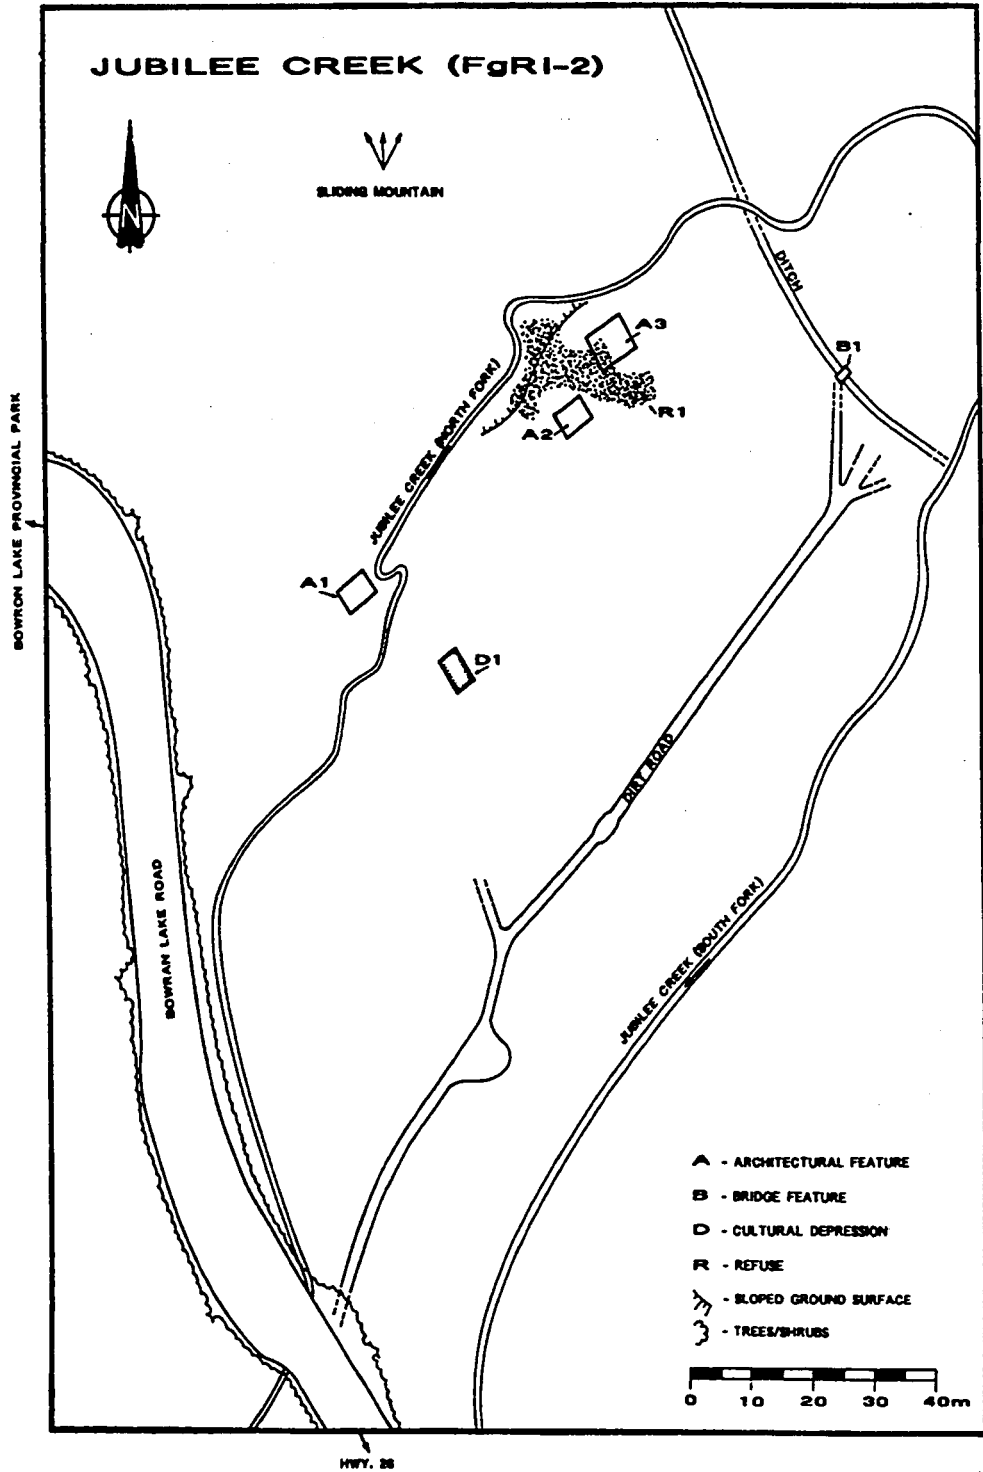 JUBILEE CREEK (FgRI-2)
N
SLIDING MOUNTAIN
DITCH
A3
B1
JUBILEE CREEK (NORTH FORK)
R1
A2
BOWRON LAKE PROVINCIAL PARK
A1
D1
DIRT ROAD
BOWRAN LAKE ROAD
JUBILEE CREEK (SOUTH FORK)
A - ARCHITECTURAL FEATURE
B - BRIDGE FEATURE
D - CULTURAL DEPRESSION
R - REFUSE
- SLOPED GROUND SURFACE
- TREES/SHRUBS
0 10 20 30 40m
HWY. 26